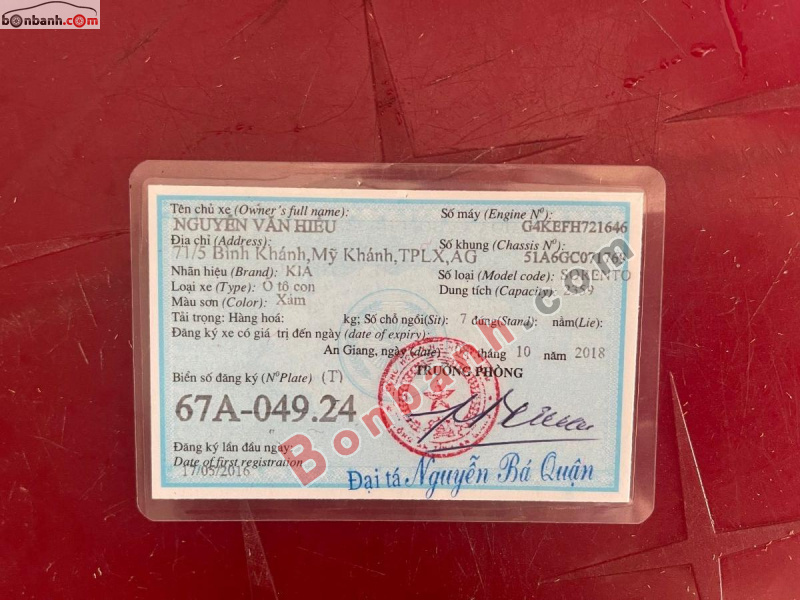 bonbanh.com
Tên chủ xe (Owner's full name):
NGUYỄN VĂN HIẾU
Địa chỉ (Address):
71/5 Bình Khánh,Mỹ Khánh,TPLX,AG
Nhãn hiệu (Brand): KIA
Loại xe (Type): Ô tô con
Màu sơn (Color): Xám
Tải trọng: Hàng hoá: kg; Số chỗ ngồi(Sit): 7 đứng(Stand): nằm(Lie):
Đăng ký xe có giá trị đến ngày (date of expiry):
Số máy (Engine Nº):
G4KEFH721646
Số khung (Chassis Nº):
51A6GC071763
Số loại (Model code): SORENTO
Dung tích (Capacity): 2359
An Giang, ngày (date) tháng 10 năm 2018
TRƯỞNG PHÒNG
Biển số đăng ký (NºPlate) (T)
67A-049.24
Đăng ký lần đầu ngày
Date of first registration
17/05/2016
Đại tá Nguyễn Bá Quận
Bonbanh.com